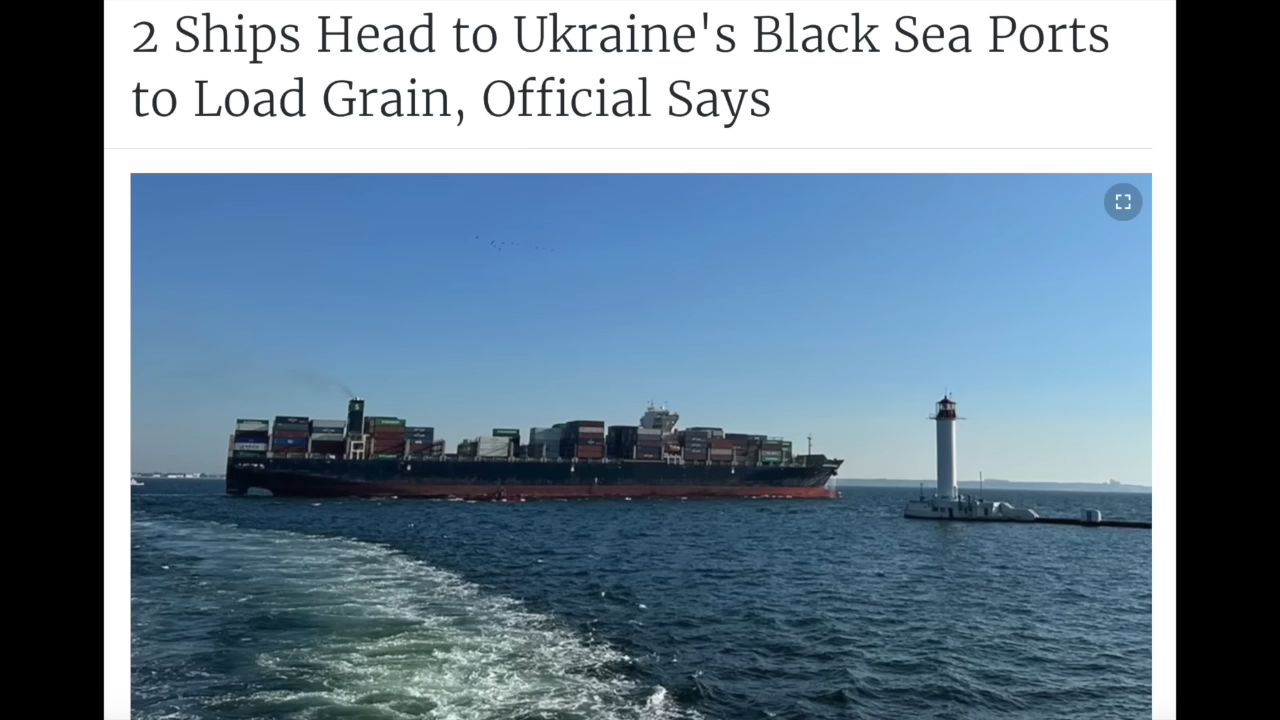 2 Ships Head to Ukraine's Black Sea Ports
to Load Grain, Official Says